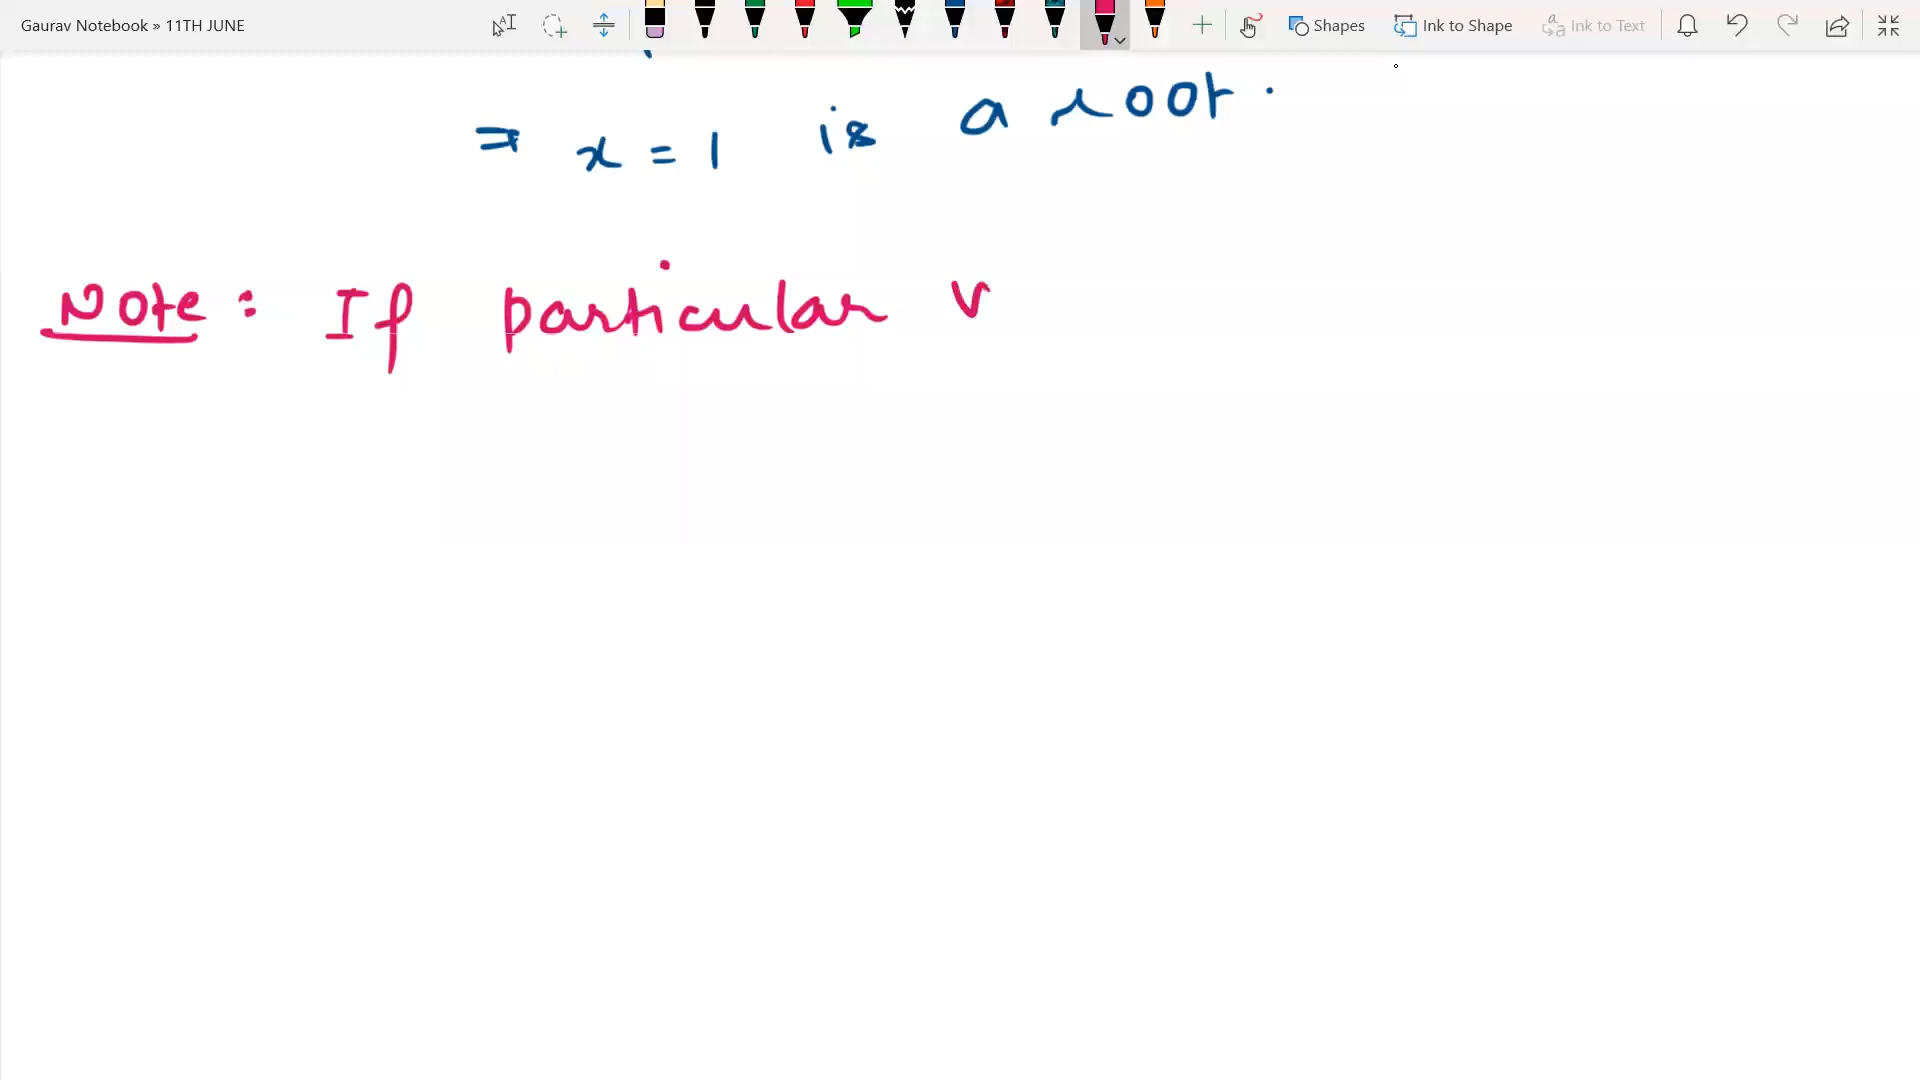 Gaurav Notebook » 11TH JUNE
Shapes
Ink to Shape
Ink to Text
⇒ x = 1 is a root.
Note: If particular v